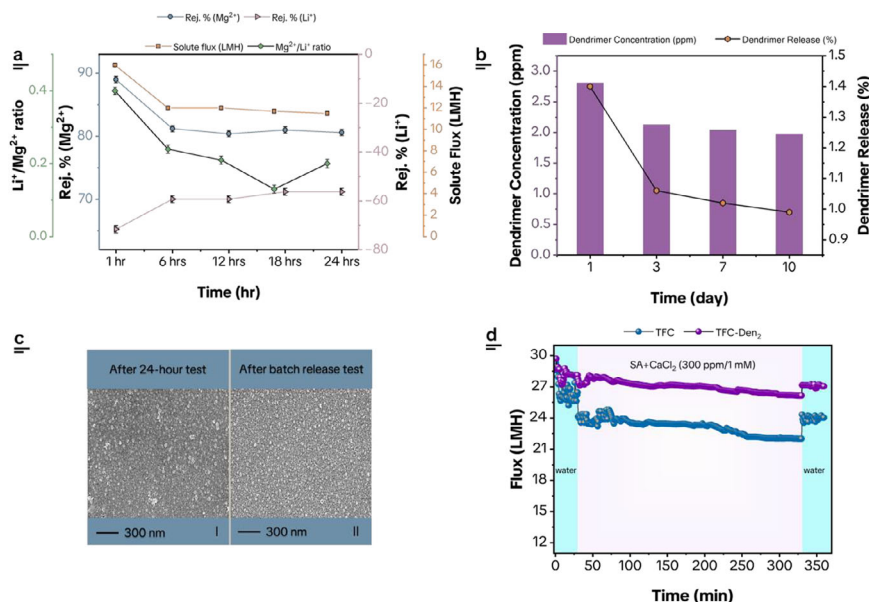 a
Rej. % (Mg²⁺)
Rej. % (Li⁺)
Solute flux (LMH)
Mg²⁺/Li⁺ ratio
Li⁺/Mg²⁺ ratio
0.4
0.2
0.0
Rej. % (Mg²⁺)
90
80
70
Rej. % (Li⁺)
0
−20
−40
−60
−80
Solute Flux (LMH)
16
14
12
10
8
6
4
2
0
1 hr
6 hrs
12 hrs
18 hrs
24 hrs
Time (hr)
b
Dendrimer Concentration (ppm)
Dendrimer Release (%)
Dendrimer Concentration (ppm)
3.0
2.5
2.0
1.5
1.0
0.5
0.0
Dendrimer Release (%)
1.5
1.4
1.3
1.2
1.1
1.0
0.9
1
3
7
10
Time (day)
c
After 24-hour test
After batch release test
300 nm
I
300 nm
II
d
TFC
TFC-Den₂
SA+CaCl₂ (300 ppm/1 mM)
Flux (LMH)
30
27
24
21
18
15
12
11
water
water
0
50
100
150
200
250
300
350
Time (min)